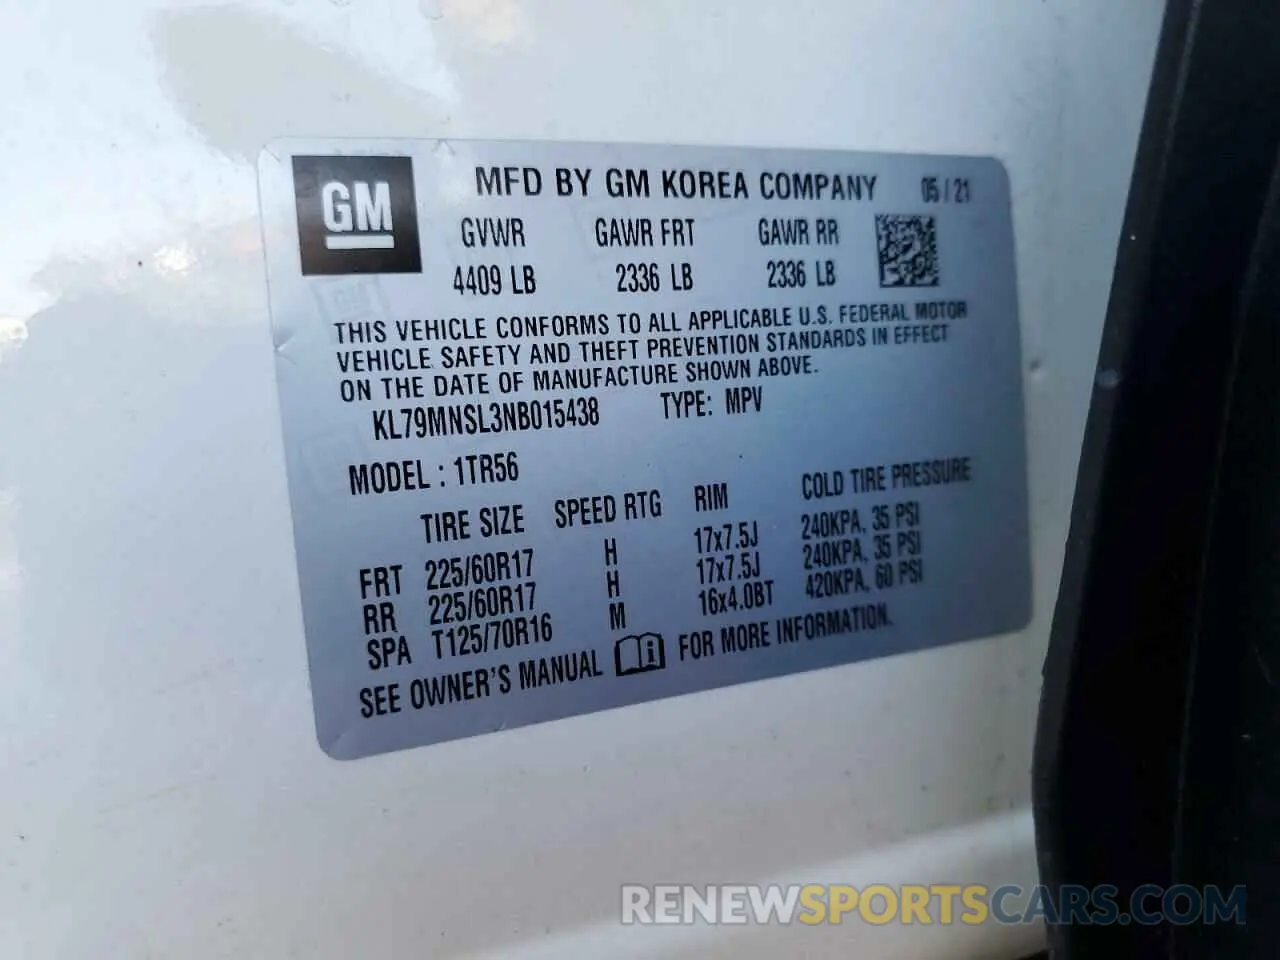 GM
MFD BY GM KOREA COMPANY 05/21
GVWR GAWR FRT GAWR RR
4409 LB 2336 LB 2336 LB
THIS VEHICLE CONFORMS TO ALL APPLICABLE U.S. FEDERAL MOTOR
VEHICLE SAFETY AND THEFT PREVENTION STANDARDS IN EFFECT
ON THE DATE OF MANUFACTURE SHOWN ABOVE.
KL79MNSL3NB015438 TYPE: MPV
MODEL : 1TR56
TIRE SIZE SPEED RTG RIM COLD TIRE PRESSURE
FRT 225/60R17 H 17x7.5J 240KPA, 35 PSI
RR 225/60R17 H 17x7.5J 240KPA, 35 PSI
SPA T125/70R16 M 16x4.0BT 420KPA, 60 PSI
SEE OWNER'S MANUAL FOR MORE INFORMATION.
RENEWSPORTSCARS.COM